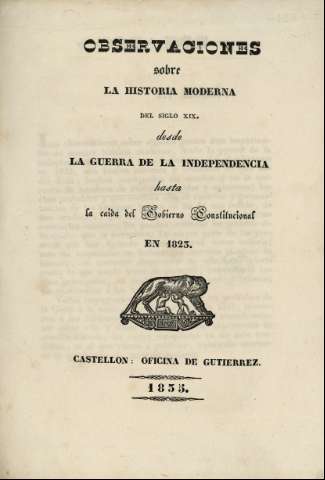 OBSERVACIONES
sobre
LA HISTORIA MODERNA
DEL SIGLO XIX.
desde
LA GUERRA DE LA INDEPENDENCIA
hasta
la caida del Gobierno Constitucional
EN 1823.
CASTELLON: OFICINA DE GUTIERREZ.
1835.